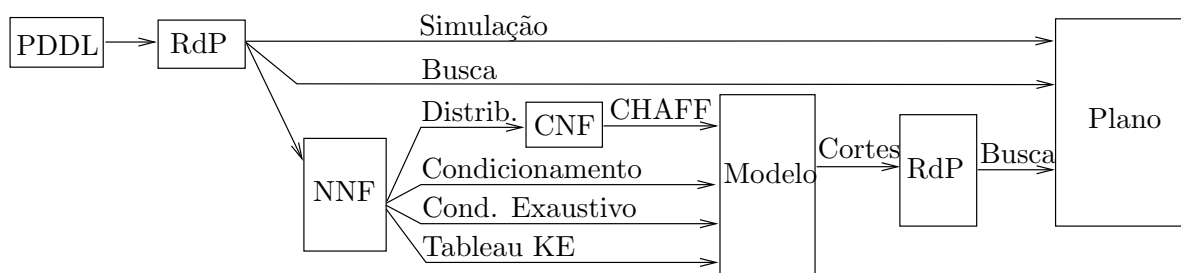 PDDL
RdP
Simulação
Busca
Distrib.
CNF
CHAFF
NNF
Condicionamento
Cond. Exaustivo
Tableau KE
Modelo
Cortes
RdP
Busca
Plano